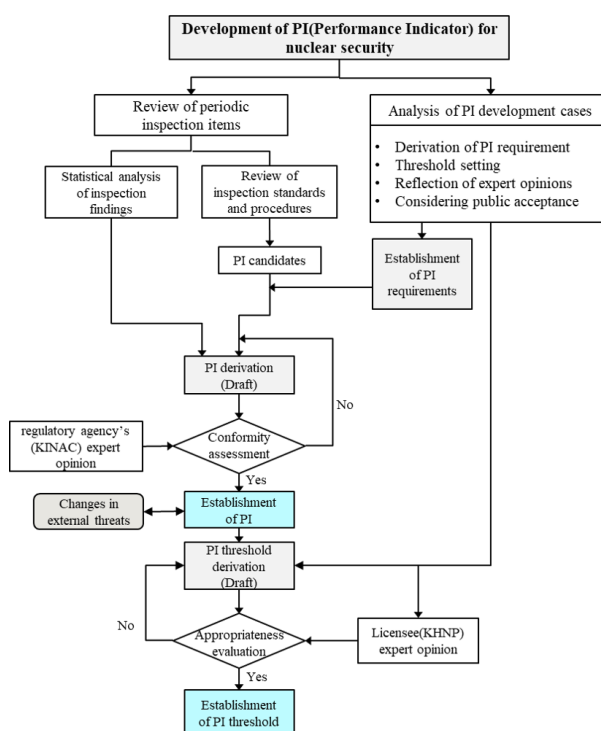 Development of PI(Performance Indicator) for
nuclear security
Review of periodic
inspection items
Analysis of PI development cases
• Derivation of PI requirement
• Threshold setting
• Reflection of expert opinions
• Considering public acceptance
Statistical analysis
of inspection
findings
Review of
inspection standards
and procedures
PI candidates
Establishment
of PI
requirements
PI derivation
(Draft)
No
regulatory agency's
(KINAC) expert
opinion
Conformity
assessment
Yes
Changes in
external threats
Establishment
of PI
PI threshold
derivation
(Draft)
No
Appropriateness
evaluation
Licensee(KHNP)
expert opinion
Yes
Establishment
of PI threshold